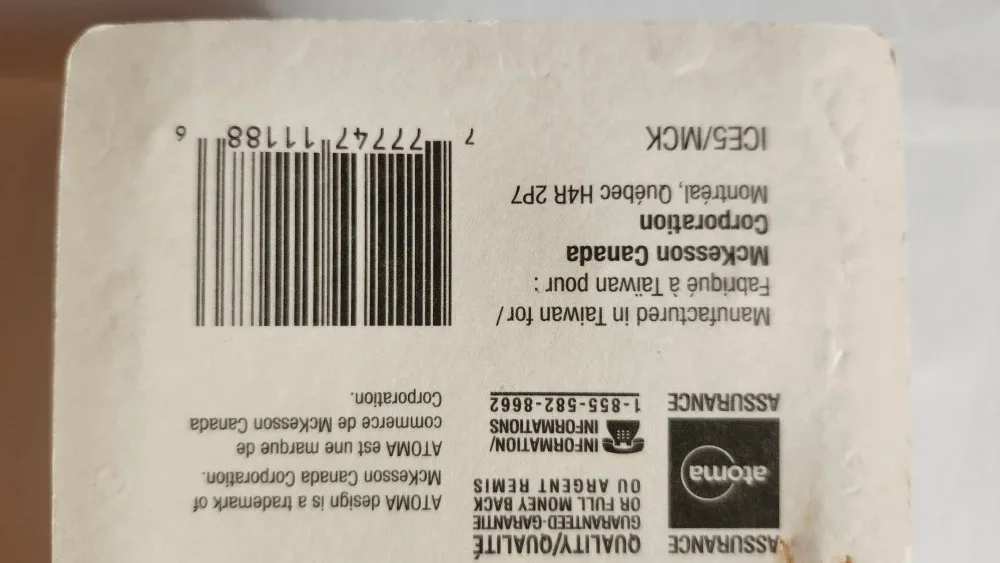 ASSURANCE
atoma
ASSURANCE
QUALITY/QUALITÉ
GUARANTEED-GARANTIE
OR FULL MONEY BACK
OU ARGENT REMIS
INFORMATION/
INFORMATIONS
1-855-582-8662
ATOMA design is a trademark of
McKesson Canada Corporation.
ATOMA est une marque de
commerce de McKesson Canada
Corporation.
Manufactured in Taiwan for/
Fabriqué à Taïwan pour :
McKesson Canada
Corporation
Montréal, Québec H4R 2P7
ICE5/MCK
7 77747 11188 6